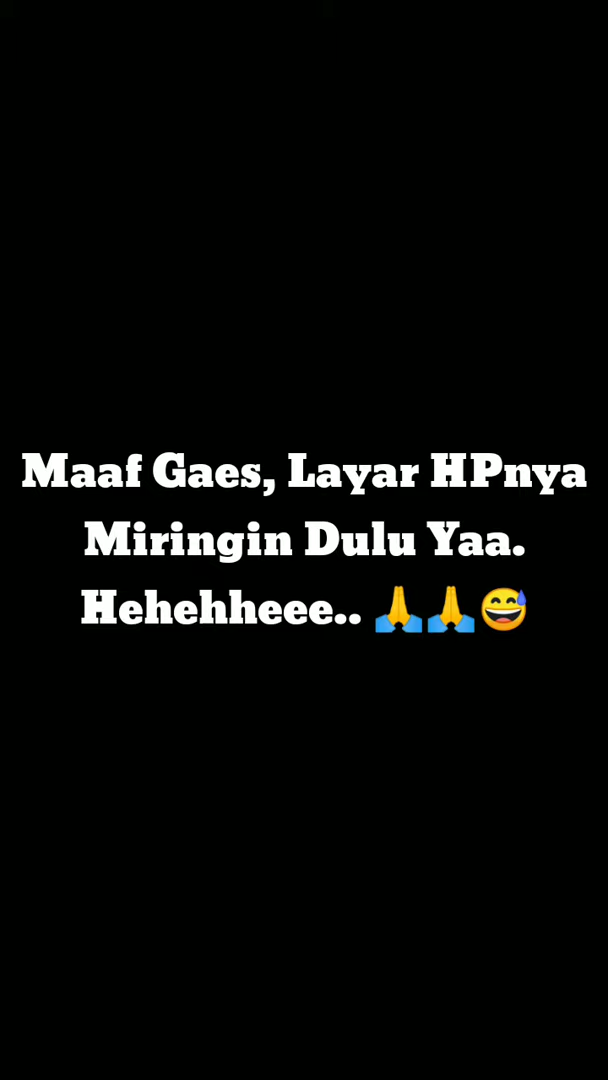 Maaf Gaes, Layar HPnya
Miringin Dulu Yaa.
Hehehheee.. 🙏🙏😅